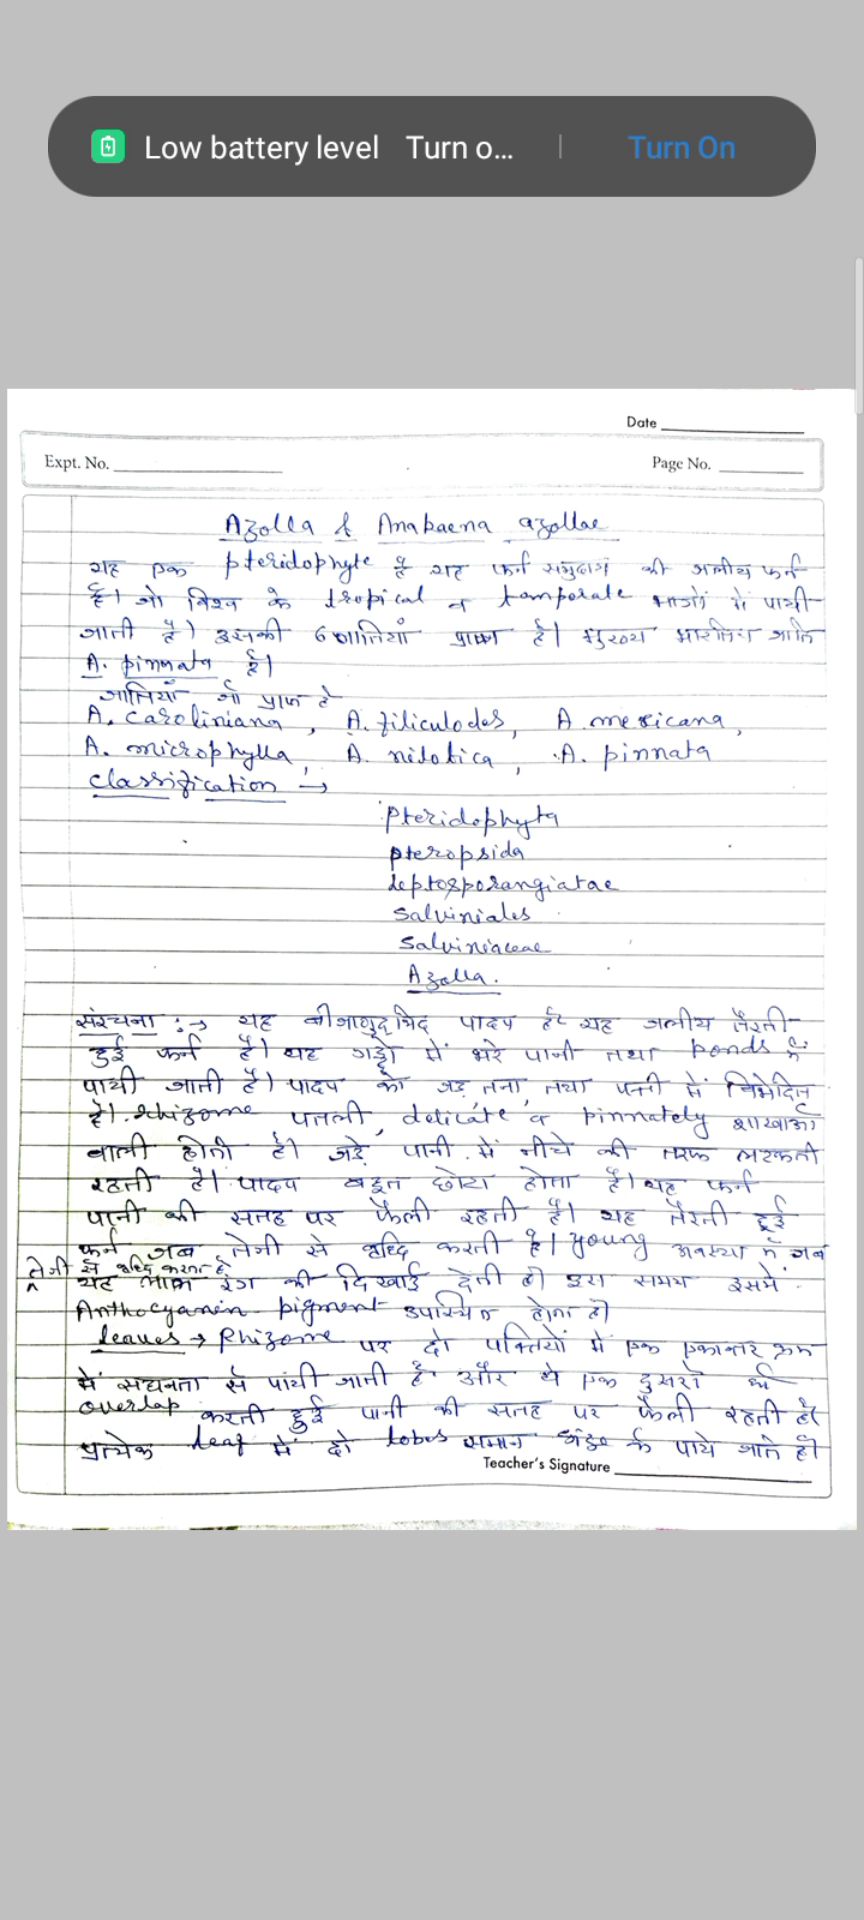 Low battery level Turn o... | Turn On
Date
Expt. No.
Page No.
Azolla & Anabaena azollae
यह एक pteridophyte है यह फर्न समुदाय की जलीय फर्न
है। जो विश्व के tropical व temporate भागों में पायी
जाती है। इसकी 6 जातियाँ प्राप्त है। मुख्य भारतिय जाति
A. pinnata है।
जातियाँ जो प्राप्त है
A. caroliniana, A. filiculodes, A mexicana,
A. microphylla, A. nilotica, A. pinnata
classification →
Pteridophyta
pteropsida
leptosporangiatae
Salviniales
Salviniaceae
Azolla.
संरचना :→ यह बीजाणुद्भिद पादप है यह जलीय तैरती
हुई फर्न है। यह गड्ढो में भरे पानी तथा ponds में
पायी जाती है। पादप को जड़ तना, तथा पत्ती में विभेदित
है। rhizome पतली, delicate व pinnately शाखाओं
वाली होती है। जड़े पानी में नीचे की तरफ लटकती
रहती है। पादप बहुत छोटा होता है। यह फर्न
पानी की सतह पर फैली रहती है। यह तैरती हुई
फर्न जब तेजी से वृध्दि करती है। young अवस्था में जब
तेजी से वृध्दि करता है
यह लाल रंग की दिखाई देती है। इस समय इसमें
Anthocyanin pigment उपस्थित होता है।
leaves → Rhizome पर दो पक्तियों में एक एकान्तर क्रम
में सघनता से पायी जाती है और ये एक दुसरो को
overlap करती हुई पानी की सतह पर फैली रहती है।
प्रत्येक leaf में दो lobes समान के पाये जाते है।
Teacher's Signature